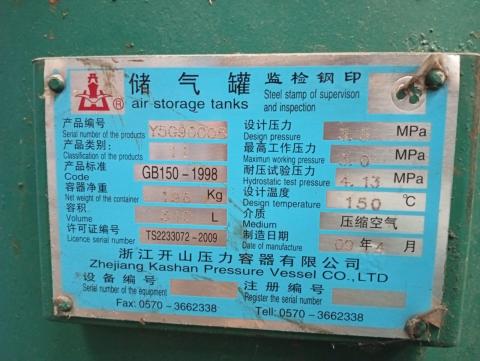 储气罐 监检钢印
air storage tanks Steel stamp of supervison and inspection
产品编号
Serial number of the products
设计压力 MPa
Design pressure
产品类别:
Classification of the products
最高工作压力 MPa
Maximun working pressure
产品标准 GB150-1998
Code
耐压试验压力 4.13 MPa
Hydrostatic test pressure
容器净重 Kg
Net weight of the container
设计温度 150 ℃
Design temperature
容积. L
Volume
介质 压缩空气
Medium
许可证编号 TS2233072-2009
Licence serial number
制造日期 09年4月
Date of manufacture
浙江开山压力容器有限公司
Zhejiang Kashan Pressure Vessel CO.,LTD
设备编号 注册编号
Serial number of the equipment Register the serial number
Fax: 0570-3662338 Tell: 0570-3662338